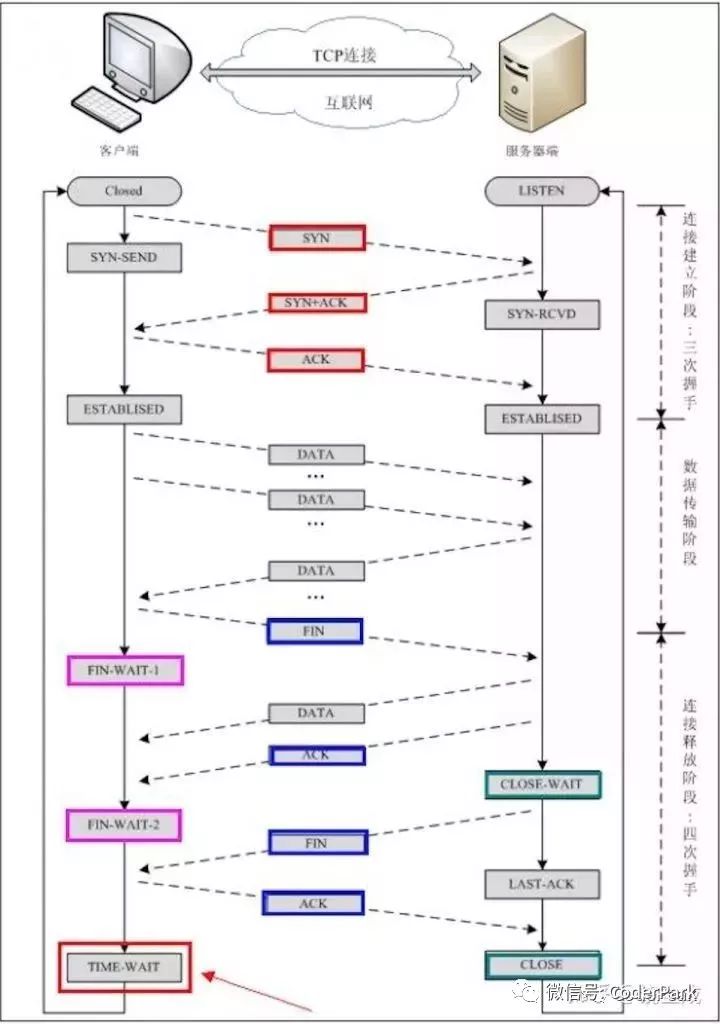 TCP连接
互联网
客户端
服务器端
Closed
LISTEN
SYN
SYN-SEND
SYN+ACK
SYN-RCVD
ACK
ESTABLISED
ESTABLISED
连接建立阶段：三次握手
DATA
...
DATA
...
DATA
...
数据传输阶段
FIN
FIN-WAIT-1
DATA
ACK
CLOSE-WAIT
FIN-WAIT-2
FIN
LAST-ACK
ACK
连接释放阶段：四次握手
TIME-WAIT
CLOSE
微信号: CoderPark